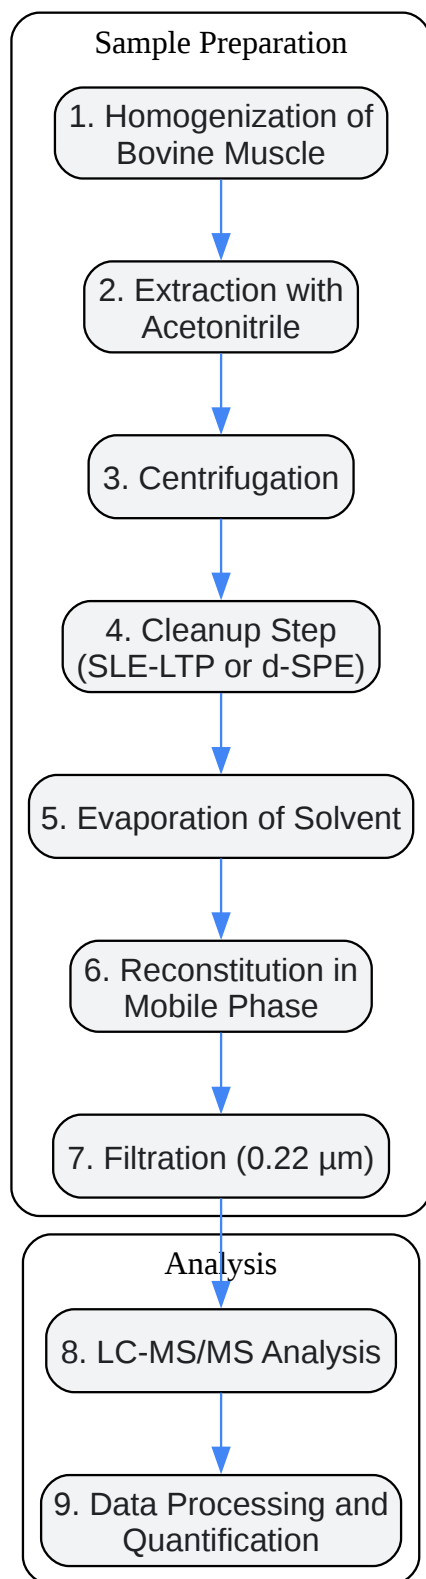 Sample Preparation
1. Homogenization of
Bovine Muscle
2. Extraction with
Acetonitrile
3. Centrifugation
4. Cleanup Step
(SLE-LTP or d-SPE)
5. Evaporation of Solvent
6. Reconstitution in
Mobile Phase
7. Filtration (0.22 µm)
Analysis
8. LC-MS/MS Analysis
9. Data Processing and
Quantification